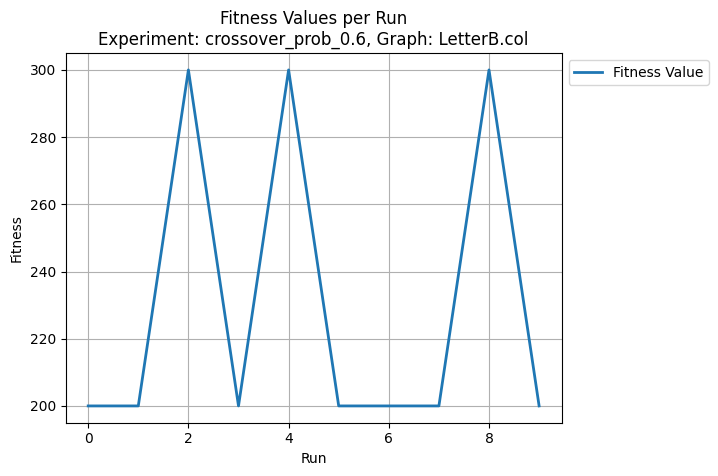 Fitness Values per Run
Experiment: crossover_prob_0.6, Graph: LetterB.col
Fitness Value
300
280
260
240
220
200
Fitness
0 2 4 6 8
Run